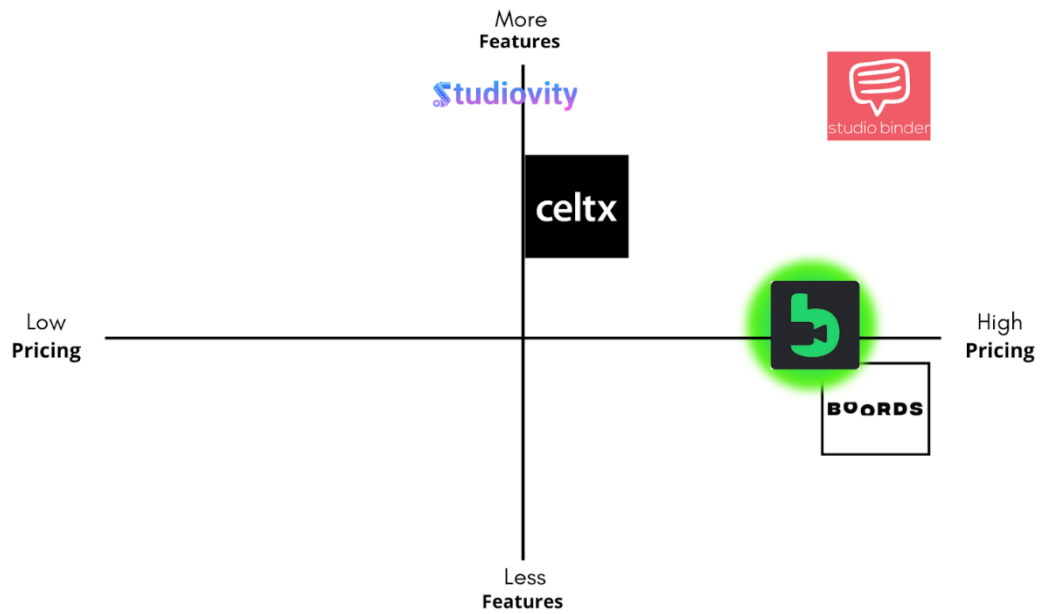 More
Features
Studiovity
studio binder
celtx
Low
Pricing
b
High
Pricing
BOORDS
Less
Features